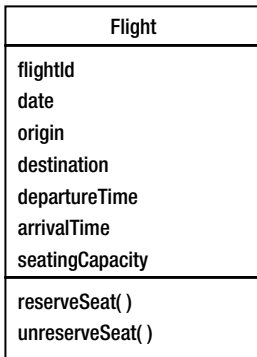 Flight
flightId
date
origin
destination
departureTime
arrivalTime
seatingCapacity
reserveSeat( )
unreserveSeat( )